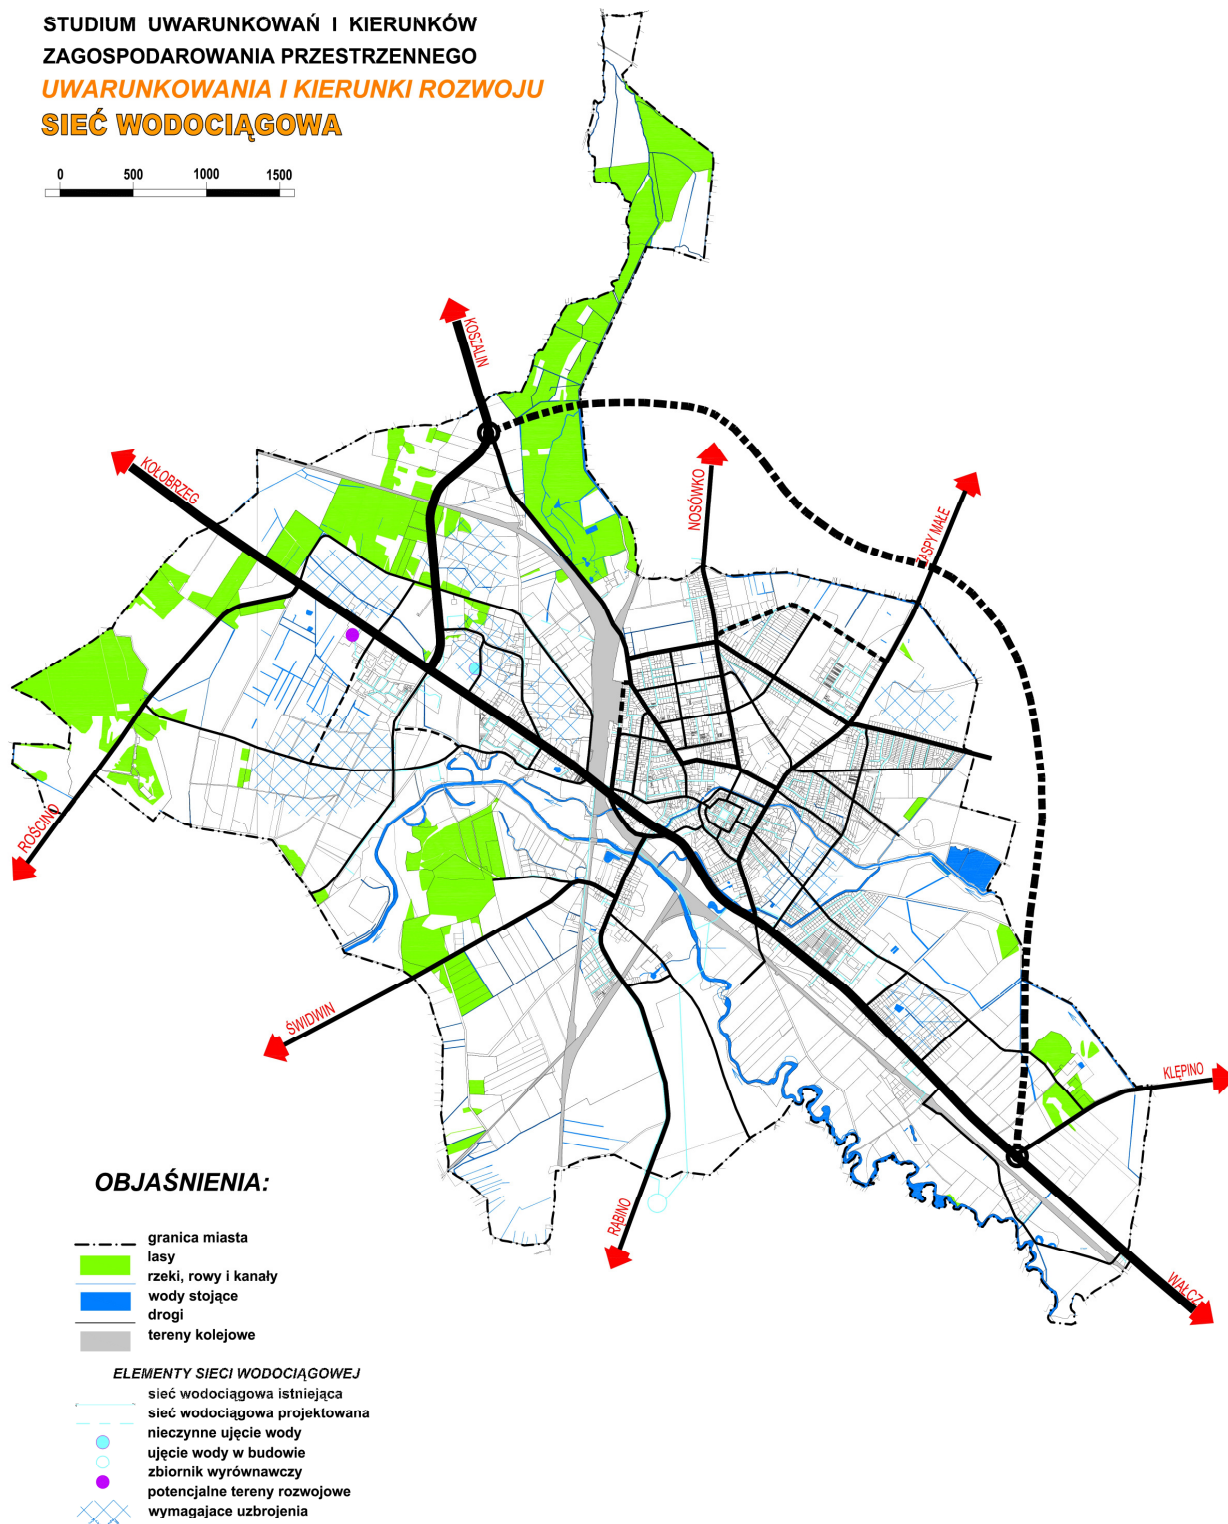 STUDIUM UWARUNKOWAŃ I KIERUNKÓW
ZAGOSPODAROWANIA PRZESTRZENNEGO
UWARUNKOWANIA I KIERUNKI ROZWOJU
SIEĆ WODOCIĄGOWA
0 500 1000 1500
KOSZALIN
KOŁOBRZEG
NOSÓWKO
ZASPY MAŁE
ROŚCINO
ŚWIDWIN
KLĘPINO
RĄBINO
WAŁCZ
OBJAŚNIENIA:
granica miasta
lasy
rzeki, rowy i kanały
wody stojące
drogi
tereny kolejowe
ELEMENTY SIECI WODOCIĄGOWEJ
sieć wodociągowa istniejąca
sieć wodociągowa projektowana
nieczynne ujęcie wody
ujęcie wody w budowie
zbiornik wyrównawczy
potencjalne tereny rozwojowe
wymagajace uzbrojenia